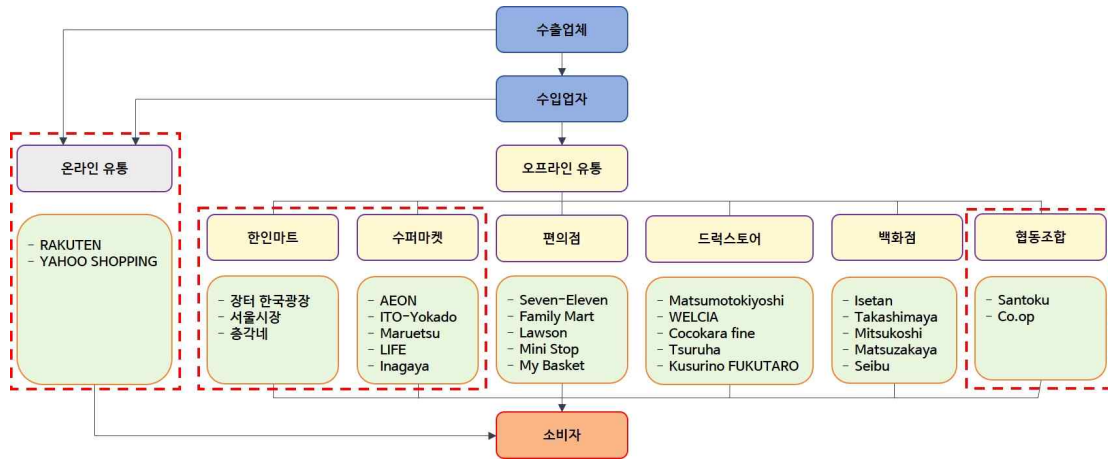 수출업체
수입업자
온라인 유통
오프라인 유통
- RAKUTEN
- YAHOO SHOPPING
한인마트
수퍼마켓
편의점
드럭스토어
백화점
협동조합
- 장터 한국광장
- 서울시장
- 총각네
- AEON
- ITO-Yokado
- Maruetsu
- LIFE
- Inagaya
- Seven-Eleven
- Family Mart
- Lawson
- Mini Stop
- My Basket
- Matsumotokiyoshi
- WELCIA
- Cocokara fine
- Tsuruha
- Kusurino FUKUTARO
- Isetan
- Takashimaya
- Mitsukoshi
- Matsuzakaya
- Seibu
- Santoku
- Co.op
소비자